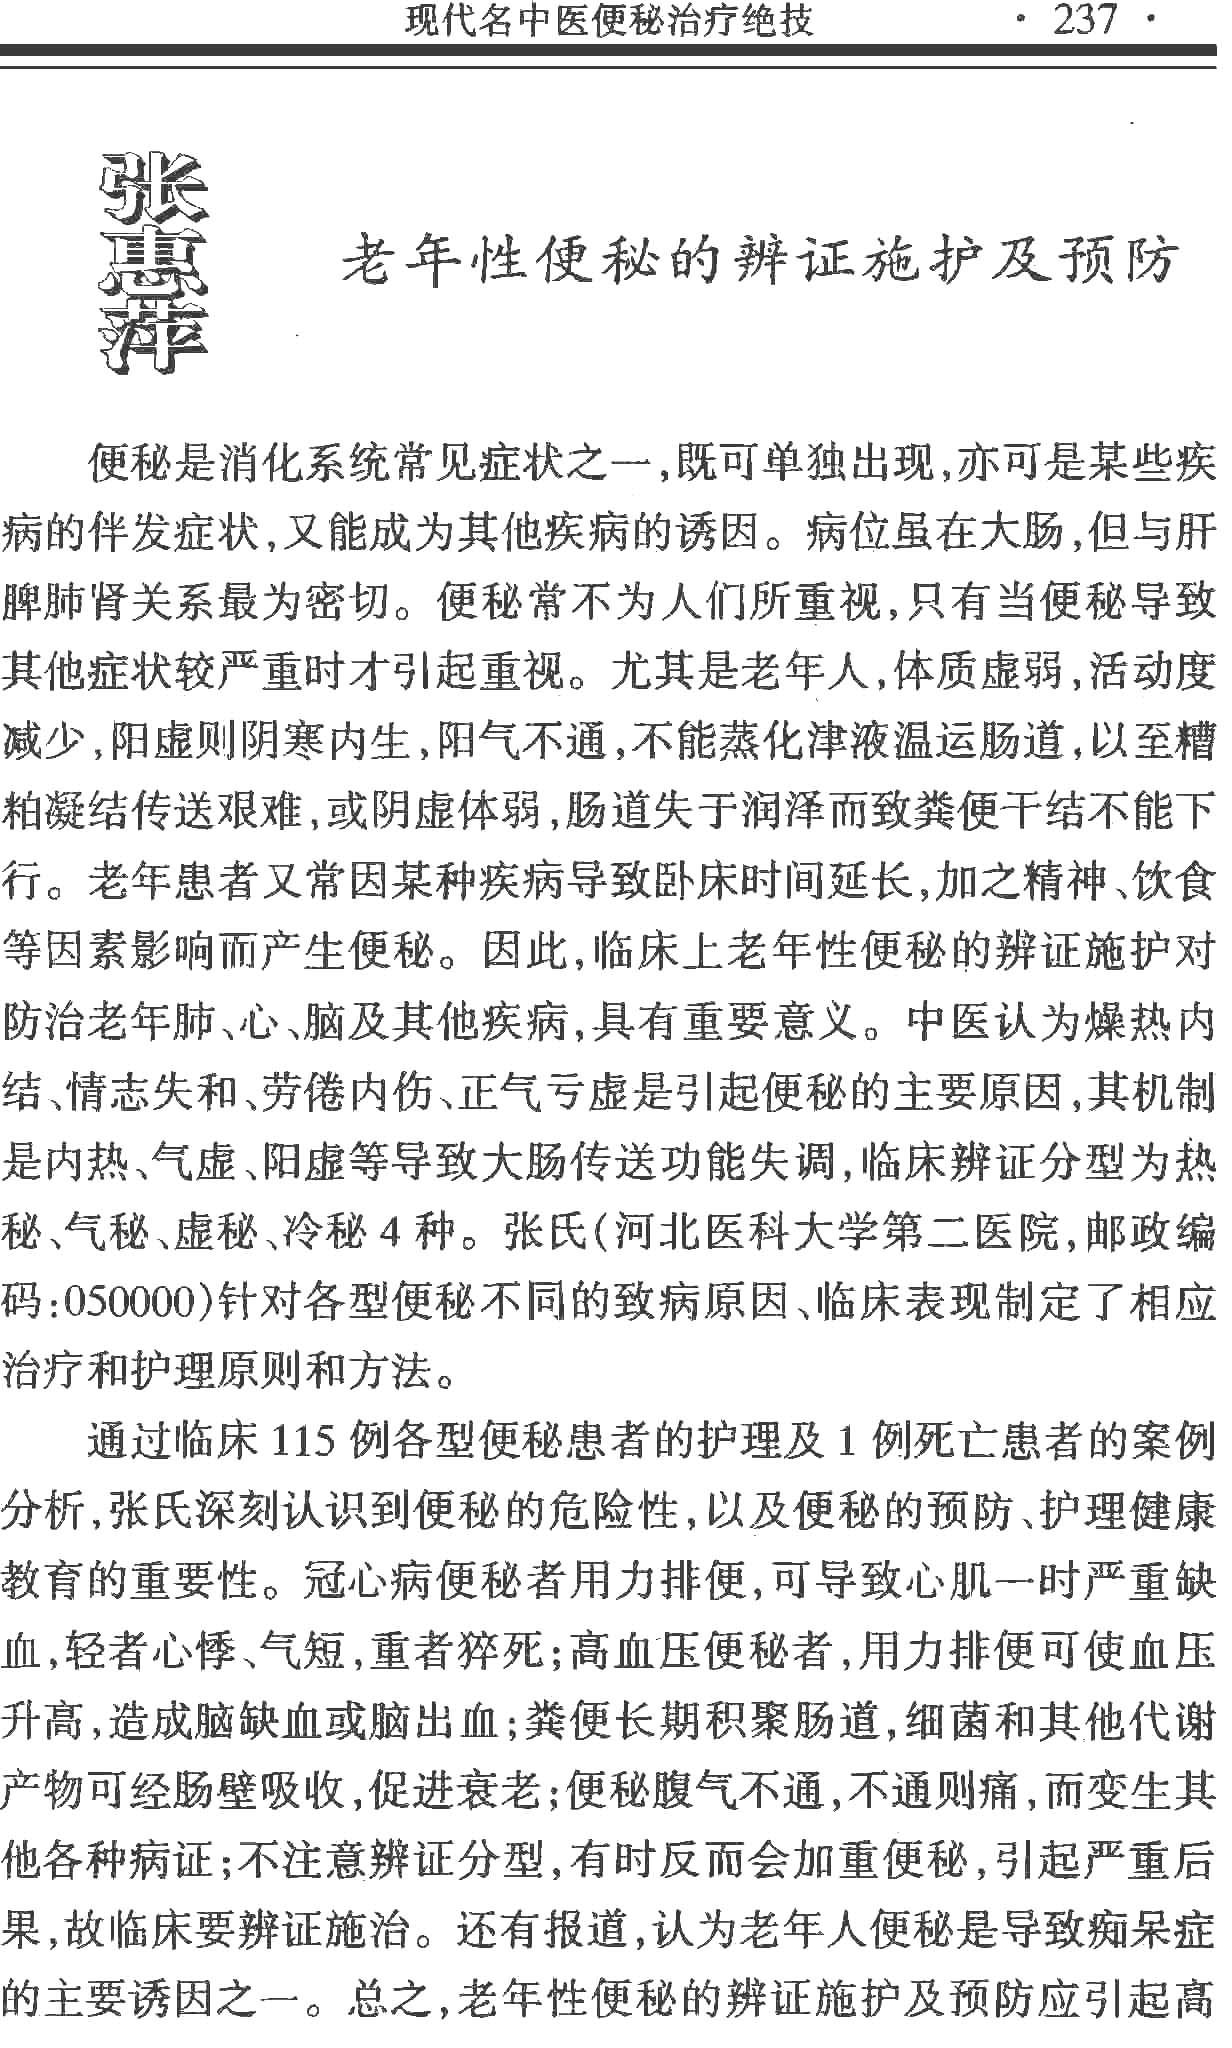 现代名中医便秘治疗绝技 · 237 ·
张惠萍
老年性便秘的辨证施护及预防
便秘是消化系统常见症状之一,既可单独出现,亦可是某些疾
病的伴发症状,又能成为其他疾病的诱因。病位虽在大肠,但与肝
脾肺肾关系最为密切。便秘常不为人们所重视,只有当便秘导致
其他症状较严重时才引起重视。尤其是老年人,体质虚弱,活动度
减少,阳虚则阴寒内生,阳气不通,不能蒸化津液温运肠道,以至糟
粕凝结传送艰难,或阴虚体弱,肠道失于润泽而致粪便干结不能下
行。老年患者又常因某种疾病导致卧床时间延长,加之精神、饮食
等因素影响而产生便秘。因此,临床上老年性便秘的辨证施护对
防治老年肺、心、脑及其他疾病,具有重要意义。中医认为燥热内
结、情志失和、劳倦内伤、正气亏虚是引起便秘的主要原因,其机制
是内热、气虚、阳虚等导致大肠传送功能失调,临床辨证分型为热
秘、气秘、虚秘、冷秘 4 种。张氏(河北医科大学第二医院,邮政编
码:050000)针对各型便秘不同的致病原因、临床表现制定了相应
治疗和护理原则和方法。
通过临床 115 例各型便秘患者的护理及 1 例死亡患者的案例
分析,张氏深刻认识到便秘的危险性,以及便秘的预防、护理健康
教育的重要性。冠心病便秘者用力排便,可导致心肌一时严重缺
血,轻者心悸、气短,重者猝死;高血压便秘者,用力排便可使血压
升高,造成脑缺血或脑出血;粪便长期积聚肠道,细菌和其他代谢
产物可经肠壁吸收,促进衰老;便秘腹气不通,不通则痛,而变生其
他各种病证;不注意辨证分型,有时反而会加重便秘,引起严重后
果,故临床要辨证施治。还有报道,认为老年人便秘是导致痴呆症
的主要诱因之一。总之,老年性便秘的辨证施护及预防应引起高